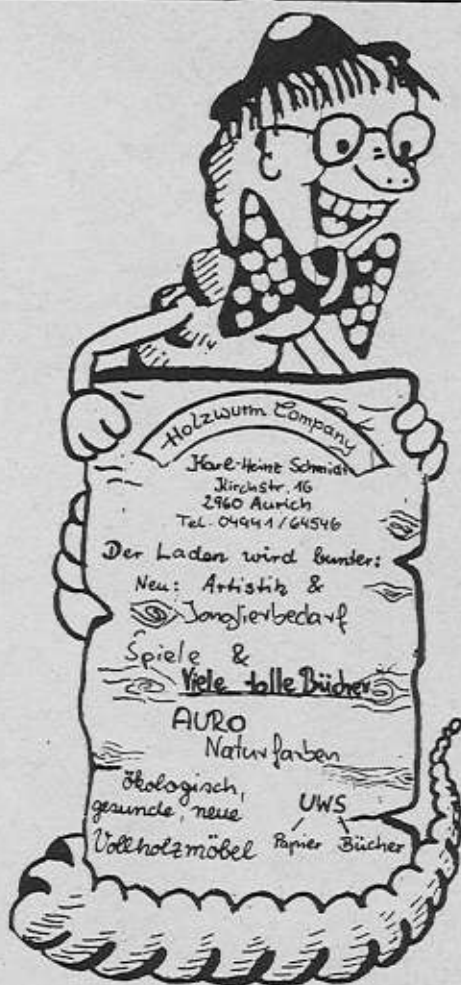 Holzwurm Company
Karl-Heinz Schmidt
Kirchstr. 16
2960 Aurich
Tel. 04941/64546
Der Laden wird bunter:
Neu: Artistik &
Jonglierbedarf
Spiele &
Viele tolle Bücher
AURO
Naturfarben
ökologisch,
gesunde, neue
Vollholzmöbel
UWS
Papier Bücher